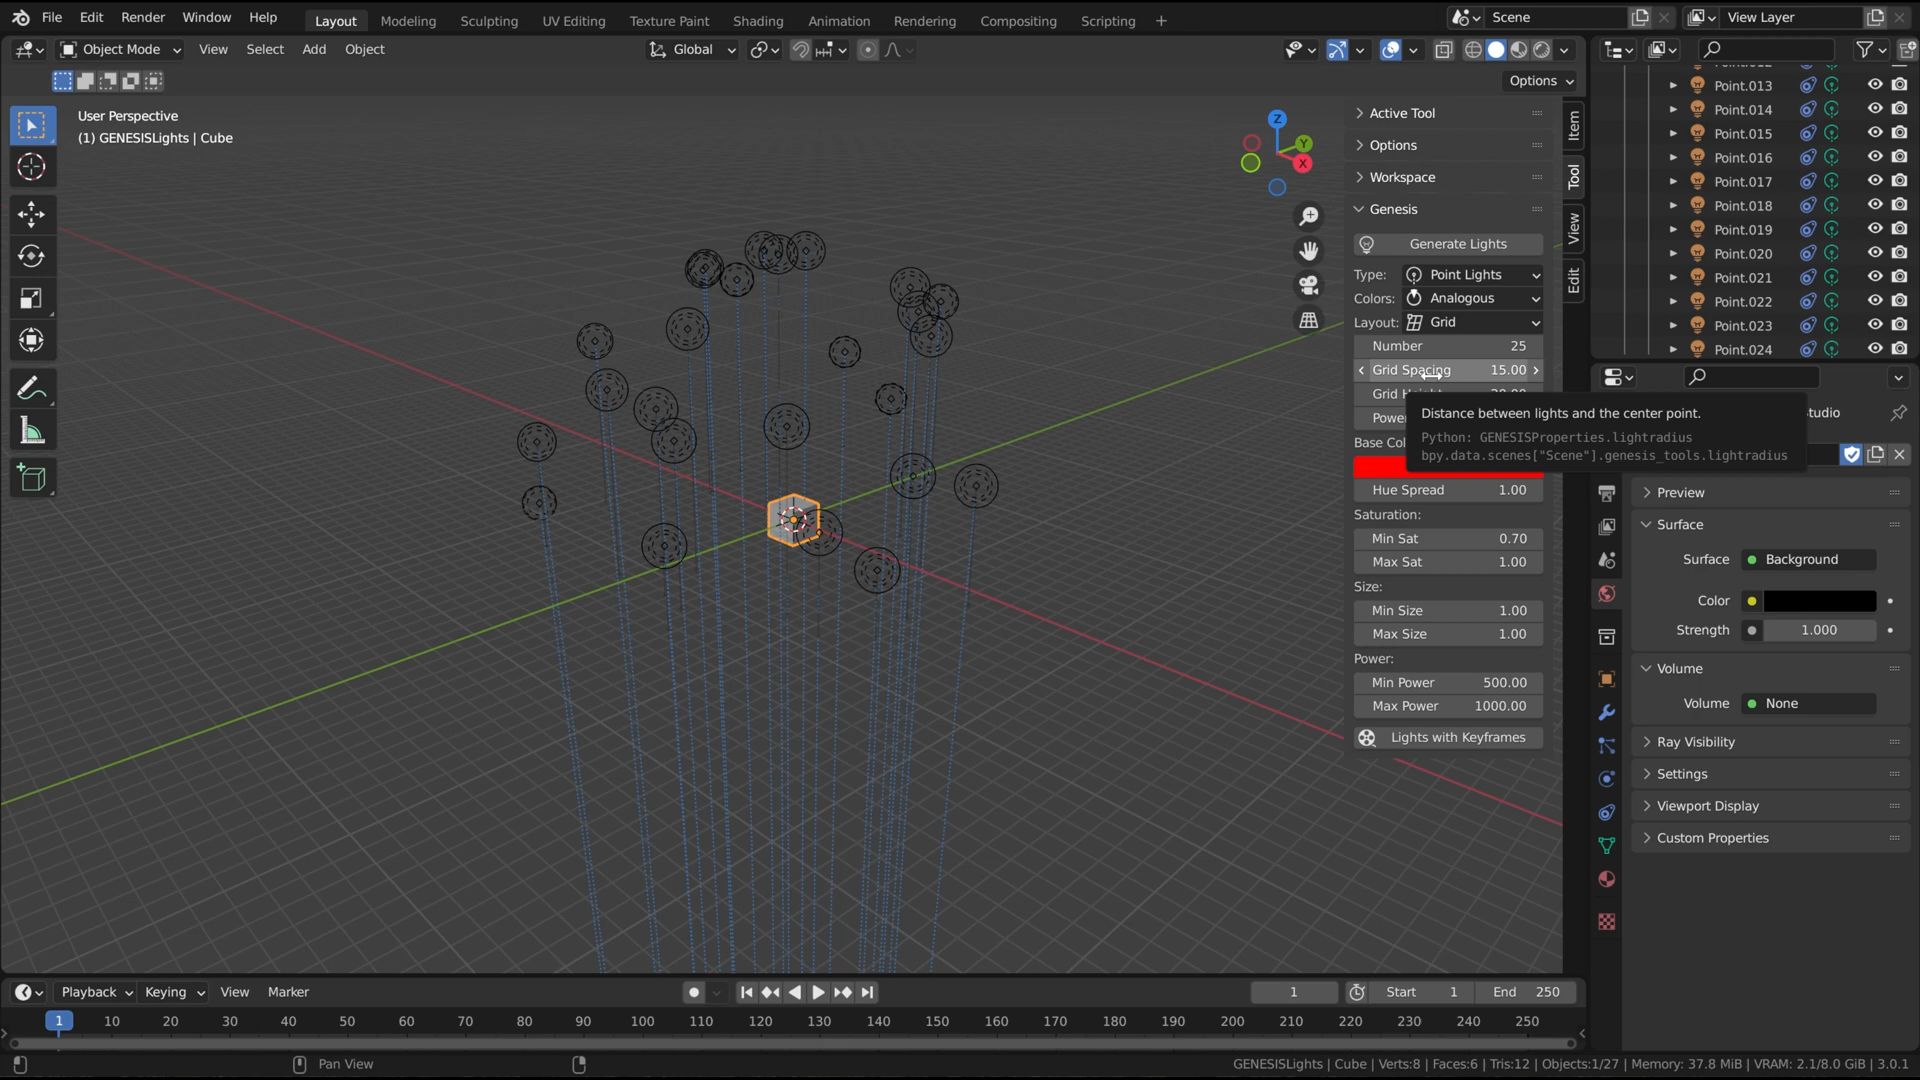 File Edit Render Window Help Layout Modeling Sculpting UV Editing Texture Paint Shading Animation Rendering Compositing Scripting + Scene View Layer
Object Mode View Select Add Object Global
Options
User Perspective
(1) GENESISLights | Cube
Z
Y
X
Active Tool
Options
Workspace
Genesis
Generate Lights
Type: Point Lights
Colors: Analogous
Layout: Grid
Number 25
Grid Spacing 15.00
Distance between lights and the center point.
Python: GENESISProperties.lightradius
bpy.data.scenes["Scene"].genesis_tools.lightradius
Hue Spread 1.00
Saturation:
Min Sat 0.70
Max Sat 1.00
Size:
Min Size 1.00
Max Size 1.00
Power:
Min Power 500.00
Max Power 1000.00
Lights with Keyframes
Item
Tool
View
Edit
Point.013
Point.014
Point.015
Point.016
Point.017
Point.018
Point.019
Point.020
Point.021
Point.022
Point.023
Point.024
Preview
Surface
Surface Background
Color
Strength 1.000
Volume
Volume None
Ray Visibility
Settings
Viewport Display
Custom Properties
Playback Keying View Marker 1 Start 1 End 250
1 10 20 30 40 50 60 70 80 90 100 110 120 130 140 150 160 170 180 190 200 210 220 230 240 250
Pan View
GENESISLights | Cube | Verts:8 | Faces:6 | Tris:12 | Objects:1/27 | Memory: 37.8 MiB | VRAM: 2.1/8.0 GiB | 3.0.1